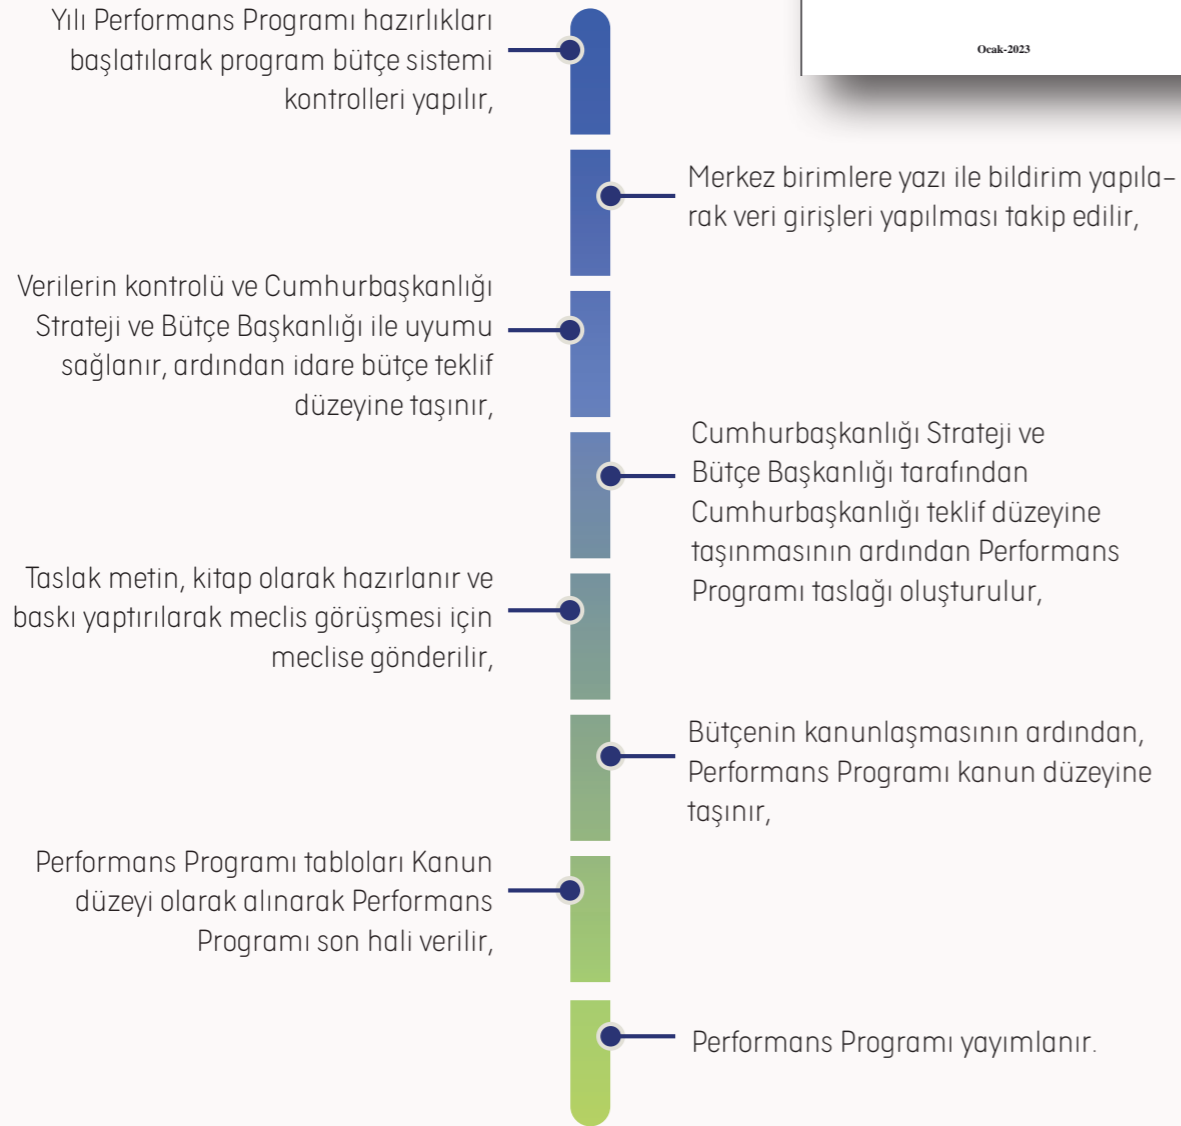 Yılı Performans Programı hazırlıkları
başlatılarak program bütçe sistemi
kontrolleri yapılır,
Ocak-2023
Merkez birimlere yazı ile bildirim yapıla-
rak veri girişleri yapılması takip edilir,
Verilerin kontrolü ve Cumhurbaşkanlığı
Strateji ve Bütçe Başkanlığı ile uyumu
sağlanır, ardından idare bütçe teklif
düzeyine taşınır,
Cumhurbaşkanlığı Strateji ve
Bütçe Başkanlığı tarafından
Cumhurbaşkanlığı teklif düzeyine
taşınmasının ardından Performans
Programı taslağı oluşturulur,
Taslak metin, kitap olarak hazırlanır ve
baskı yaptırılarak meclis görüşmesi için
meclise gönderilir,
Bütçenin kanunlaşmasının ardından,
Performans Programı kanun düzeyine
taşınır,
Performans Programı tabloları Kanun
düzeyi olarak alınarak Performans
Programı son hali verilir,
Performans Programı yayımlanır.